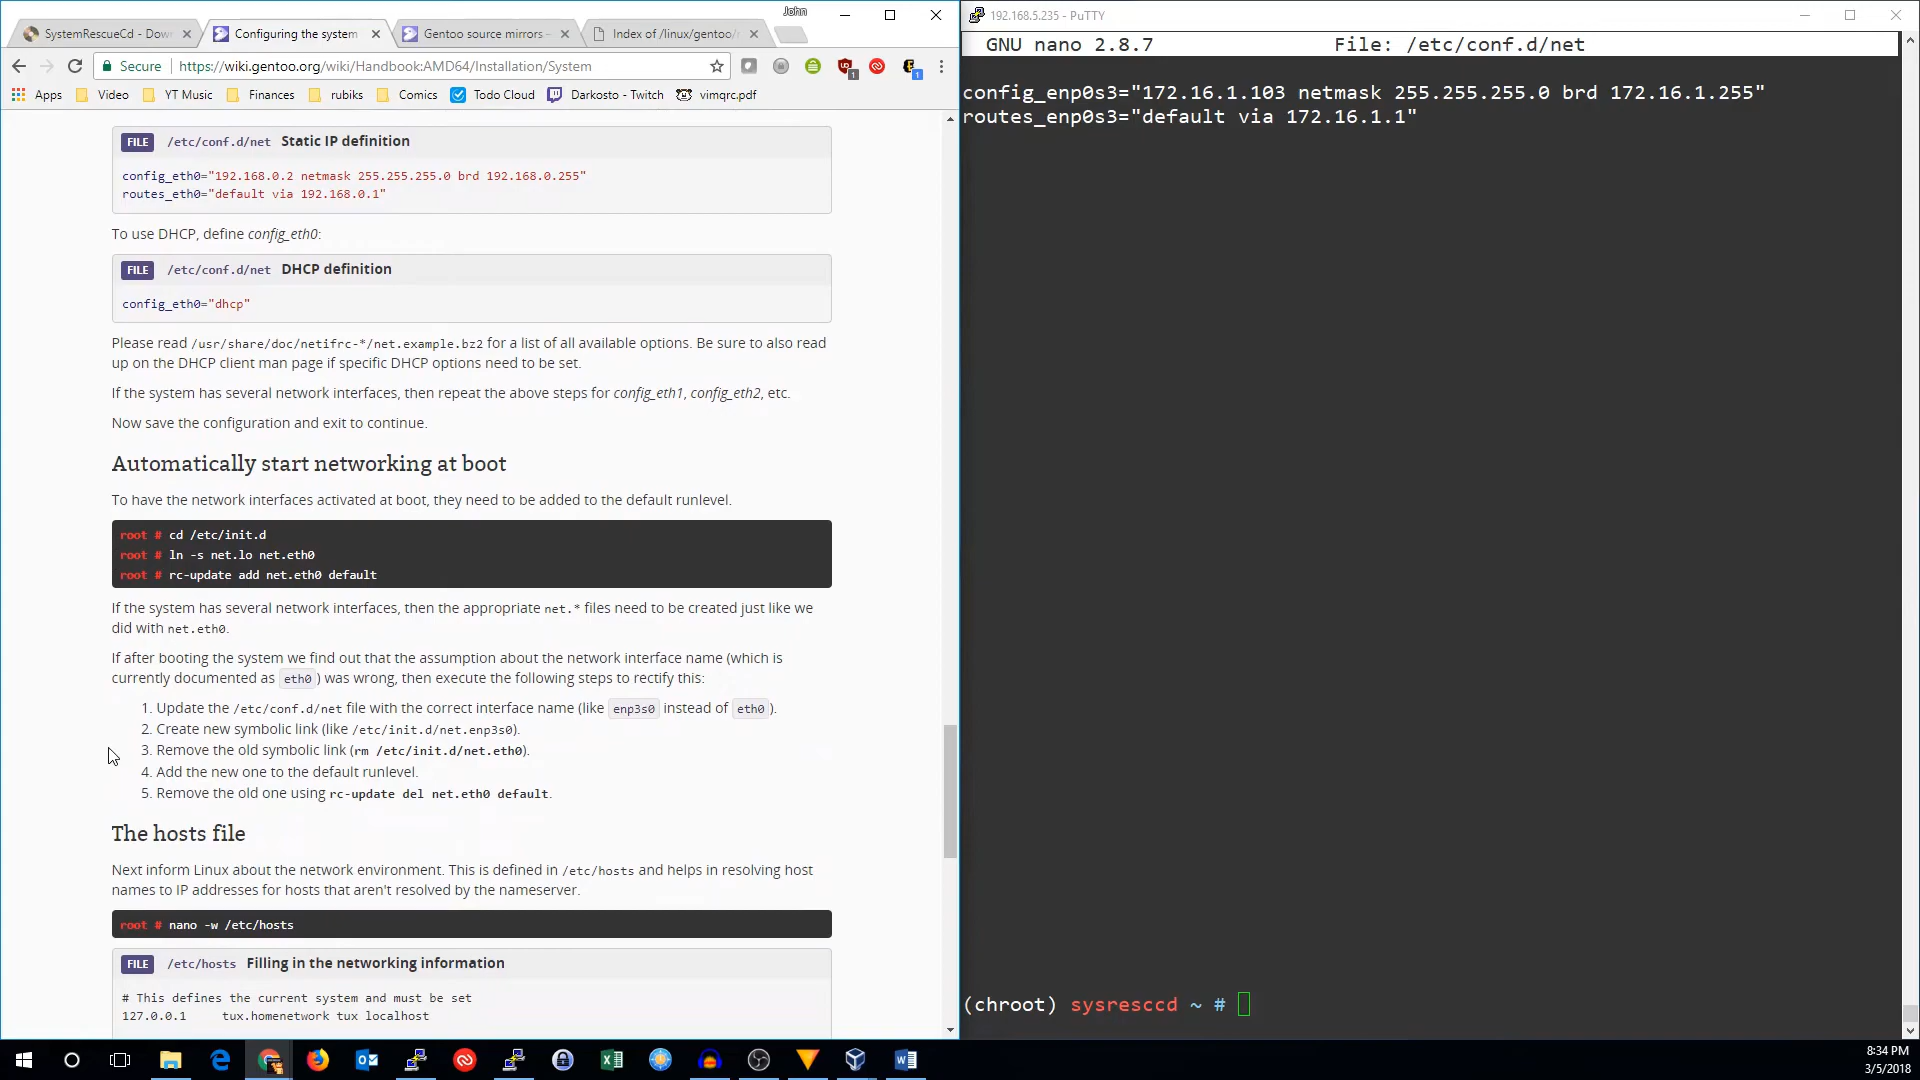 John
SystemRescueCd - Down
Configuring the system
Gentoo source mirrors –
Index of /linux/gentoo/r
Secure
https://wiki.gentoo.org/wiki/Handbook:AMD64/Installation/System
1
1
Apps
Video
YT Music
Finances
rubiks
Comics
Todo Cloud
Darkosto - Twitch
vimqrc.pdf
FILE /etc/conf.d/net Static IP definition
config_eth0="192.168.0.2 netmask 255.255.255.0 brd 192.168.0.255"
routes_eth0="default via 192.168.0.1"
To use DHCP, define config_eth0:
FILE /etc/conf.d/net DHCP definition
config_eth0="dhcp"
Please read /usr/share/doc/netifrc-*/net.example.bz2 for a list of all available options. Be sure to also read
up on the DHCP client man page if specific DHCP options need to be set.
If the system has several network interfaces, then repeat the above steps for config_eth1, config_eth2, etc.
Now save the configuration and exit to continue.
Automatically start networking at boot
To have the network interfaces activated at boot, they need to be added to the default runlevel.
root # cd /etc/init.d
root # ln -s net.lo net.eth0
root # rc-update add net.eth0 default
If the system has several network interfaces, then the appropriate net.* files need to be created just like we
did with net.eth0.
If after booting the system we find out that the assumption about the network interface name (which is
currently documented as eth0 ) was wrong, then execute the following steps to rectify this:
1. Update the /etc/conf.d/net file with the correct interface name (like enp3s0 instead of eth0 ).
2. Create new symbolic link (like /etc/init.d/net.enp3s0).
3. Remove the old symbolic link (rm /etc/init.d/net.eth0).
4. Add the new one to the default runlevel.
5. Remove the old one using rc-update del net.eth0 default.
The hosts file
Next inform Linux about the network environment. This is defined in /etc/hosts and helps in resolving host
names to IP addresses for hosts that aren't resolved by the nameserver.
root # nano -w /etc/hosts
FILE /etc/hosts Filling in the networking information
# This defines the current system and must be set
127.0.0.1 tux.homenetwork tux localhost
192.168.5.235 - PuTTY
GNU nano 2.8.7 File: /etc/conf.d/net
config_enp0s3="172.16.1.103 netmask 255.255.255.0 brd 172.16.1.255"
routes_enp0s3="default via 172.16.1.1"
(chroot) sysresccd ~ #
8:34 PM
3/5/2018